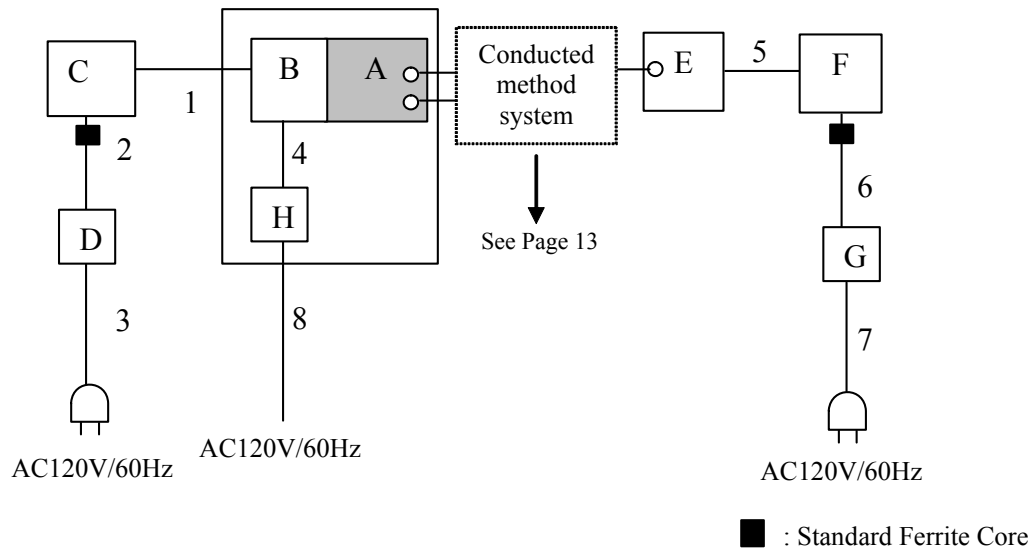 C
1
B
A
Conducted
method
system
E
5
F
2
4
6
D
H
See Page 13
G
3
8
7
AC120V/60Hz
AC120V/60Hz
AC120V/60Hz
: Standard Ferrite Core